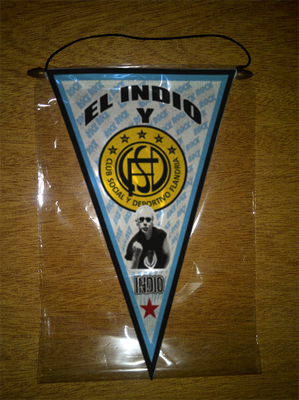 EL INDIO
Y
CLUB SOCIAL Y DEPORTIVO FLANDRIA
INDIO